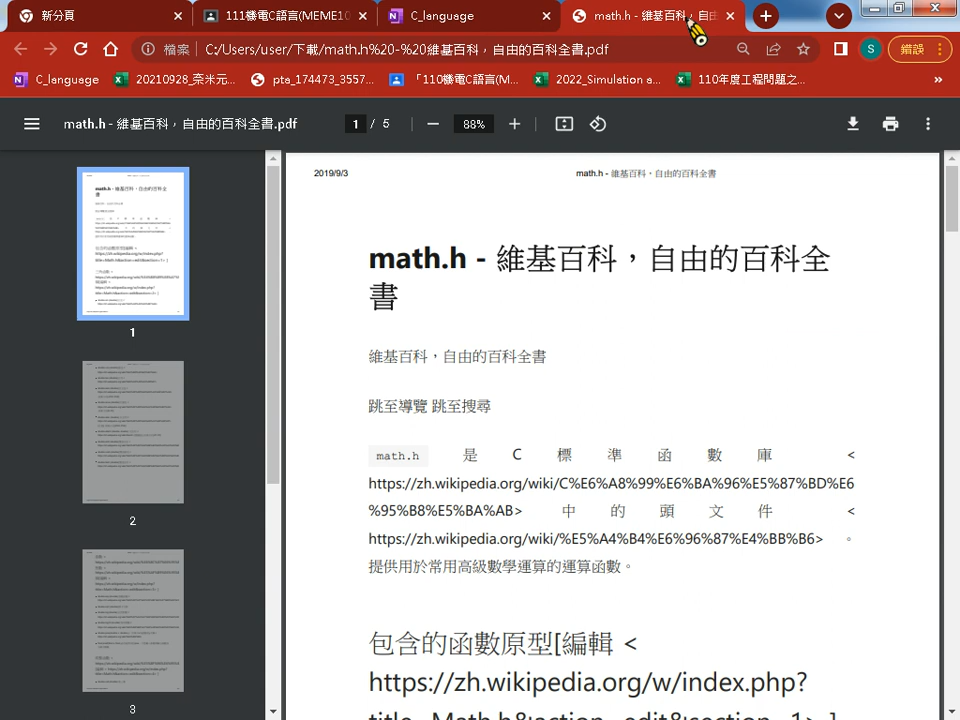 新分頁
111機電C語言(MEME1(
C_language
math.h - 維基百科，自由
檔案
C:/Users/user/下載/math.h%20-%20維基百科，自由的百科全書.pdf
S
錯誤
C_language
20210928_奈米元...
pta_174473_3557...
「110機電C語言(M...
2022_Simulation a...
110年度工程問題之...
»
math.h - 維基百科，自由的百科全書.pdf
1 / 5
88%
1
2
3
2019/9/3
math.h - 維基百科，自由的百科全書
math.h - 維基百科，自由的百科全
書
維基百科，自由的百科全書
跳至導覽 跳至搜尋
math.h 是 C 標 準 函 數 庫 <
https://zh.wikipedia.org/wiki/C%E6%A8%99%E6%BA%96%E5%87%BD%E6
%95%B8%E5%BA%AB> 中 的 頭 文 件 <
https://zh.wikipedia.org/wiki/%E5%A4%B4%E6%96%87%E4%BB%B6> 。
提供用於常用高級數學運算的運算函數。
包含的函數原型[編輯 <
https://zh.wikipedia.org/w/index.php?
title=Math.h&action=edit&section=1> ]